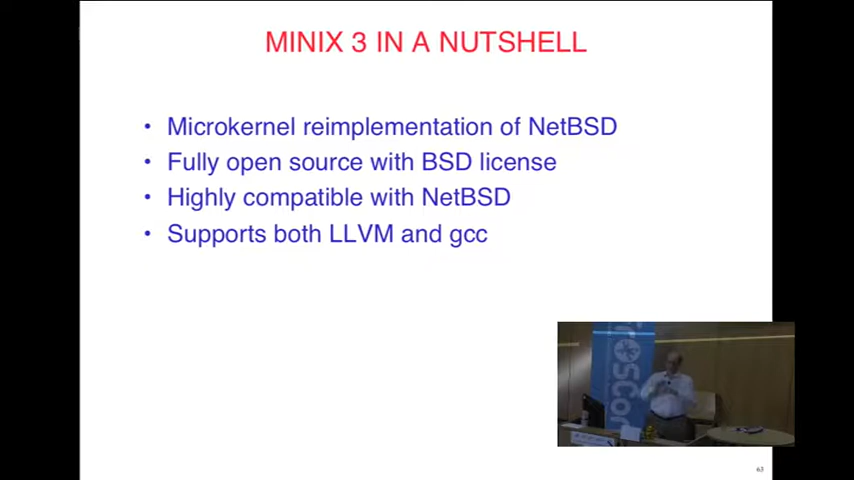 MINIX 3 IN A NUTSHELL
• Microkernel reimplementation of NetBSD
• Fully open source with BSD license
• Highly compatible with NetBSD
• Supports both LLVM and gcc
63